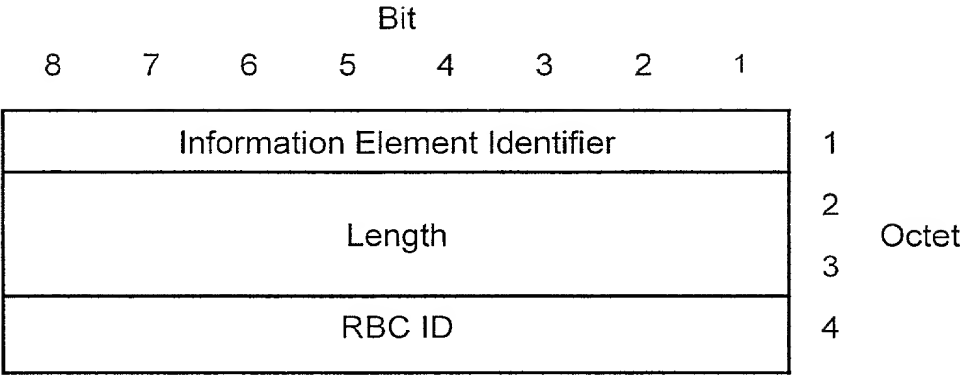 Bit
8 7 6 5 4 3 2 1
Information Element Identifier 1
2
Length Octet
3
RBC ID 4